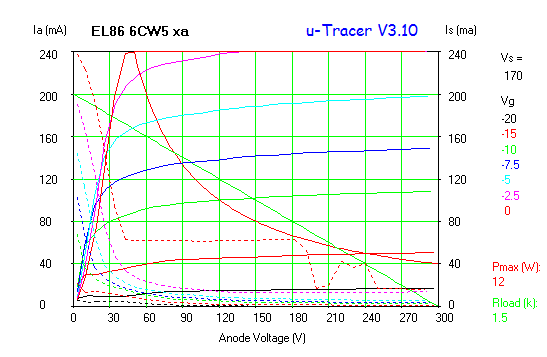 Ia (mA) EL86 6CW5 xa u-Tracer V3.10 Is (ma)
240 240
200 200
160 160
120 120
80 80
40 40
0 0
0 30 60 90 120 150 180 210 240 270 300
Anode Voltage (V)
Vs =
170
Vg
-20
-15
-10
-7.5
-5
-2.5
0
Pmax (W):
12
Rload (k):
1.5